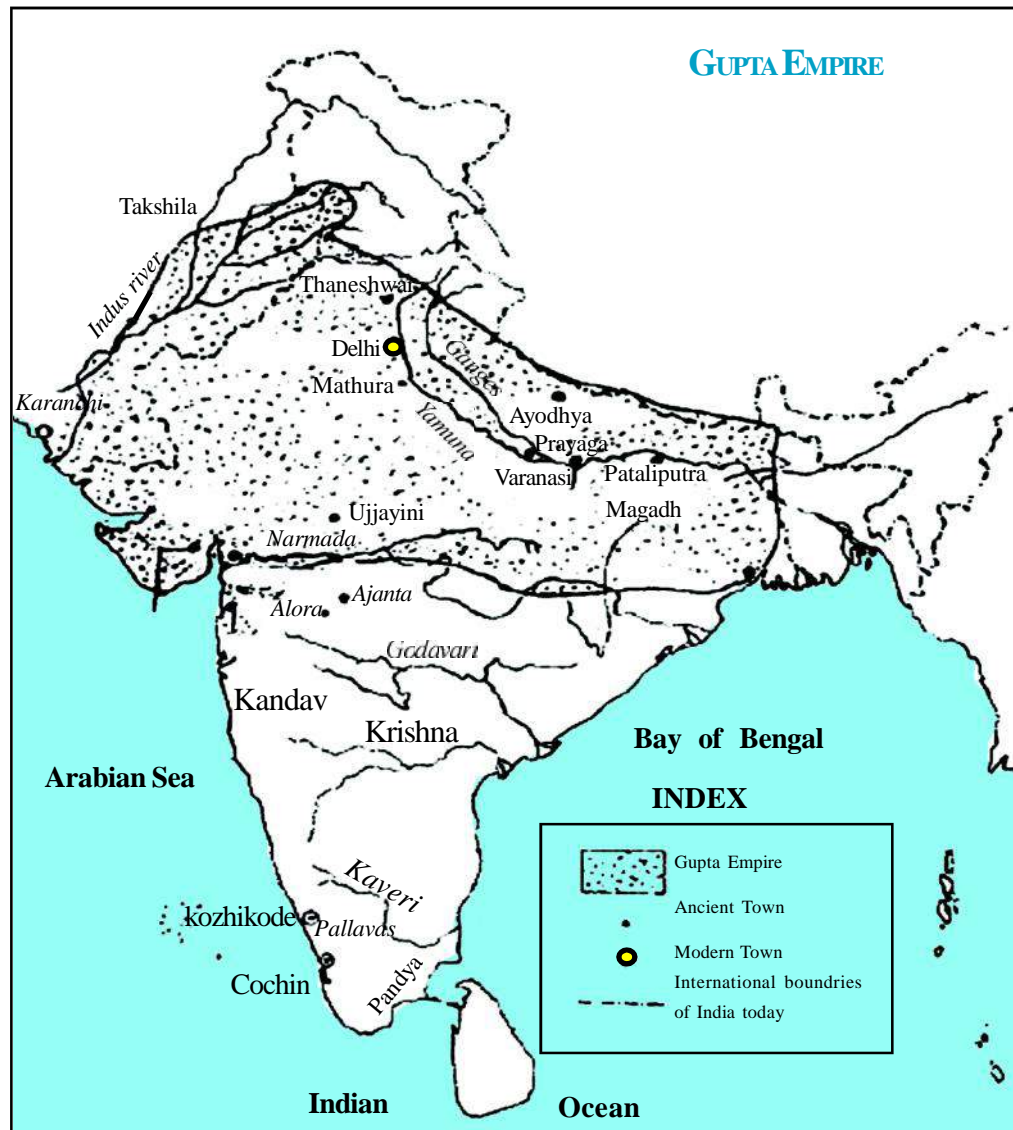 GUPTA EMPIRE
Takshila
Indus river
Thaneshwar
Delhi
Ganges
Mathura
Karanchi
Ayodhya
Yamuna
Prayaga
Varanasi
Pataliputra
Magadh
Ujjayini
Narmada
Ajanta
Alora
Godavari
Kandav
Krishna
Bay of Bengal
Arabian Sea
INDEX
Gupta Empire
Ancient Town
Modern Town
International boundries
of India today
Kaveri
kozhikode
Pallavas
Cochin
Pandya
Indian Ocean